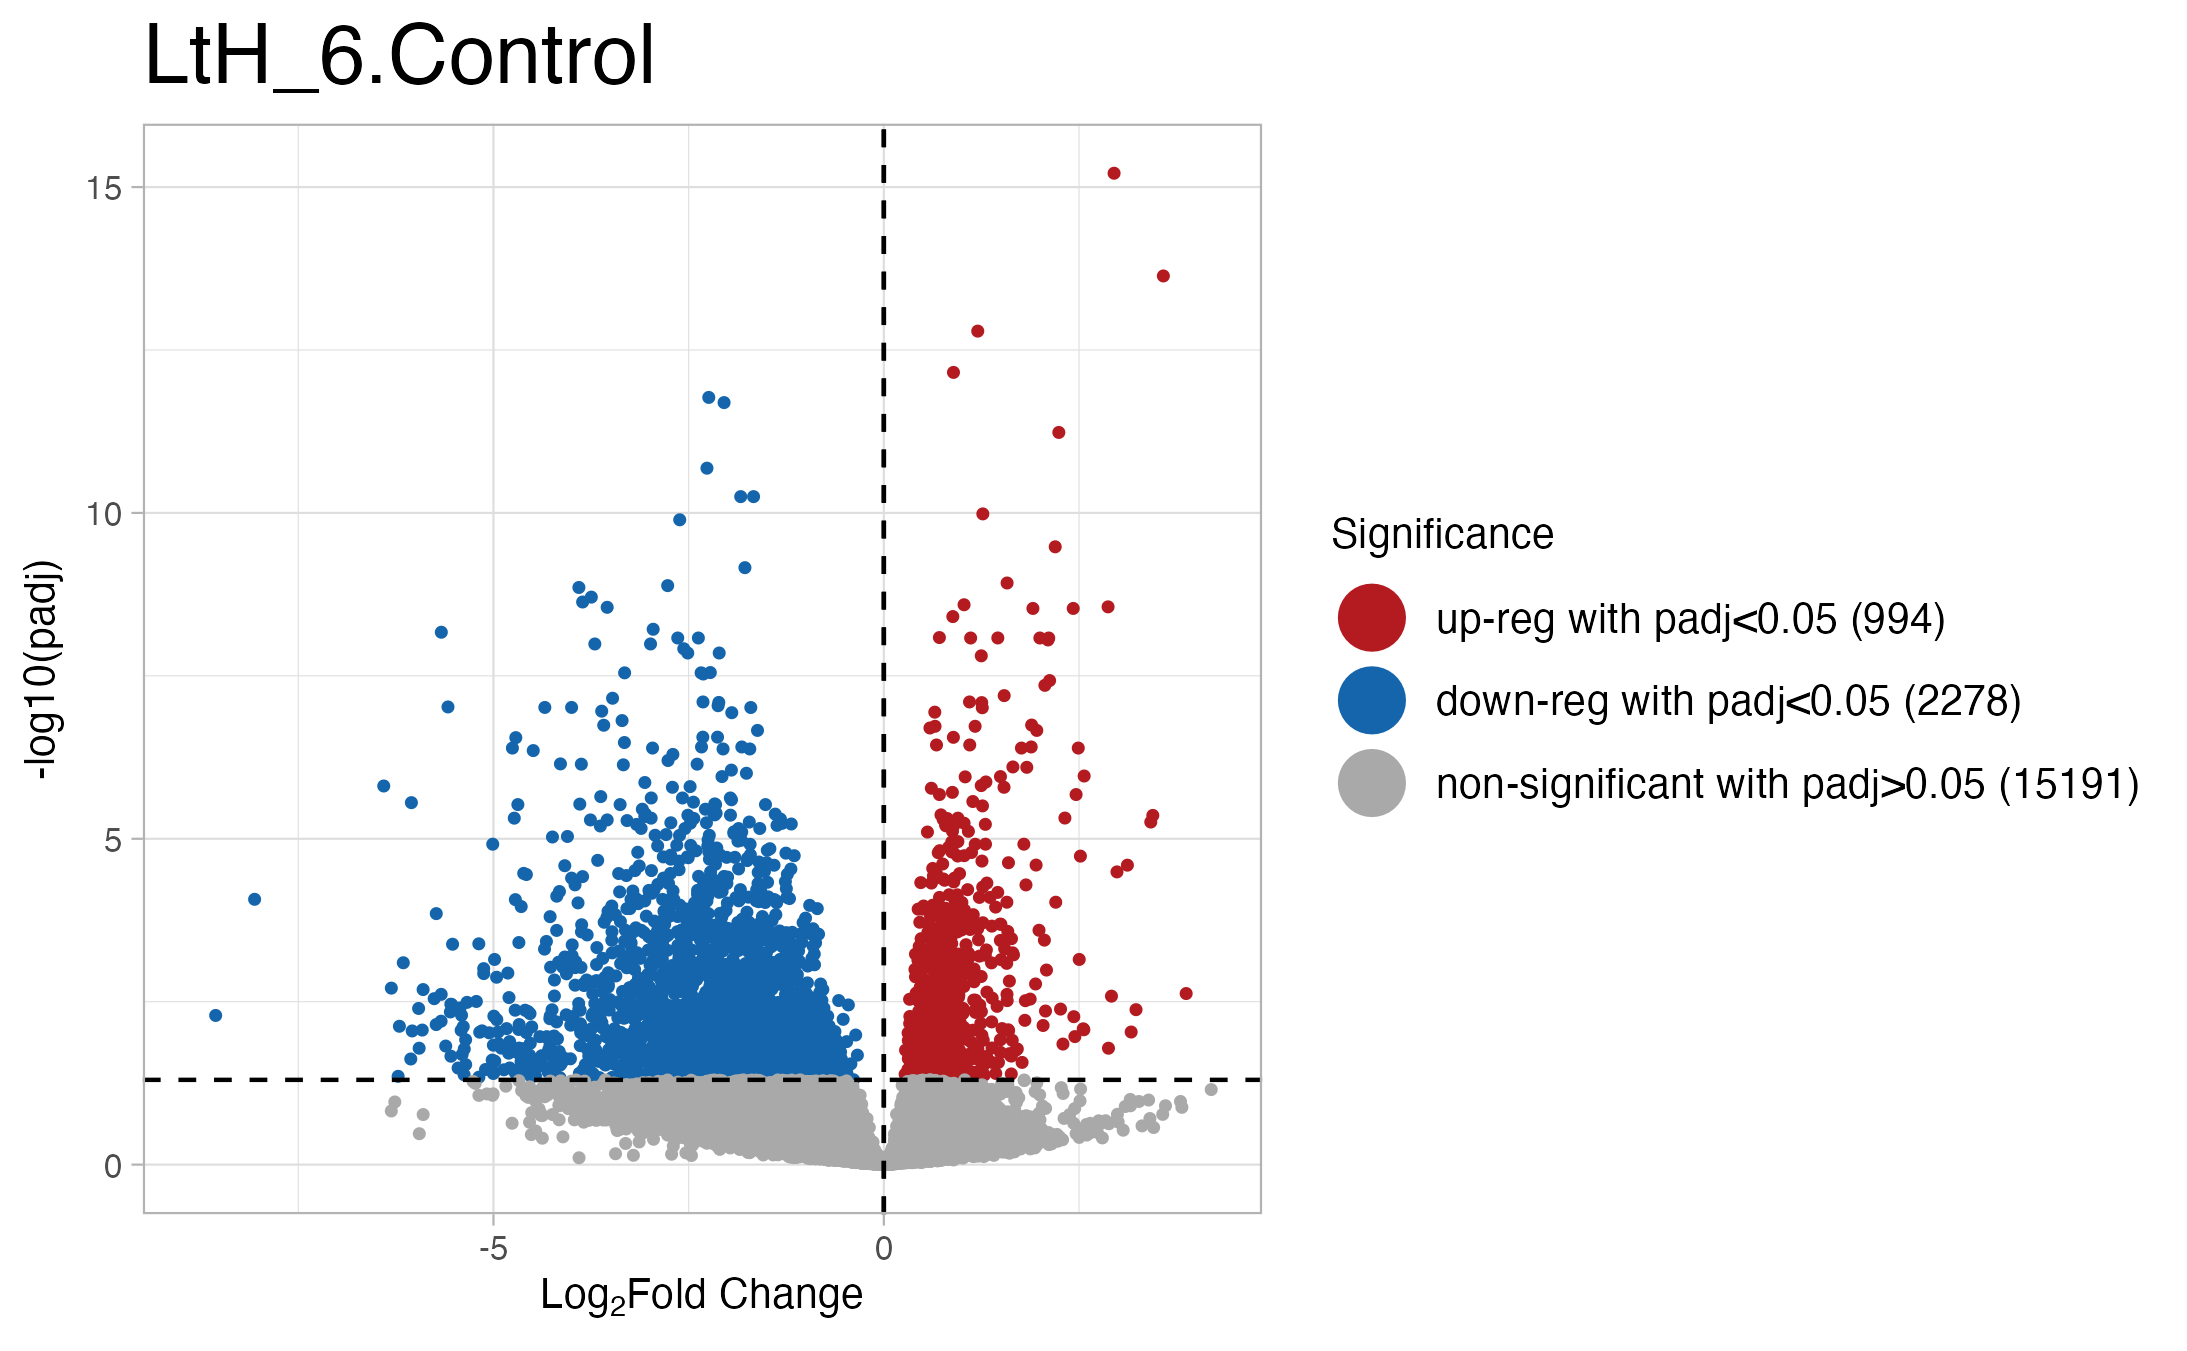 LtH_6.Control
15
10
5
0
-log10(padj)
-5
0
Log₂Fold Change
Significance
up-reg with padj<0.05 (994)
down-reg with padj<0.05 (2278)
non-significant with padj>0.05 (15191)